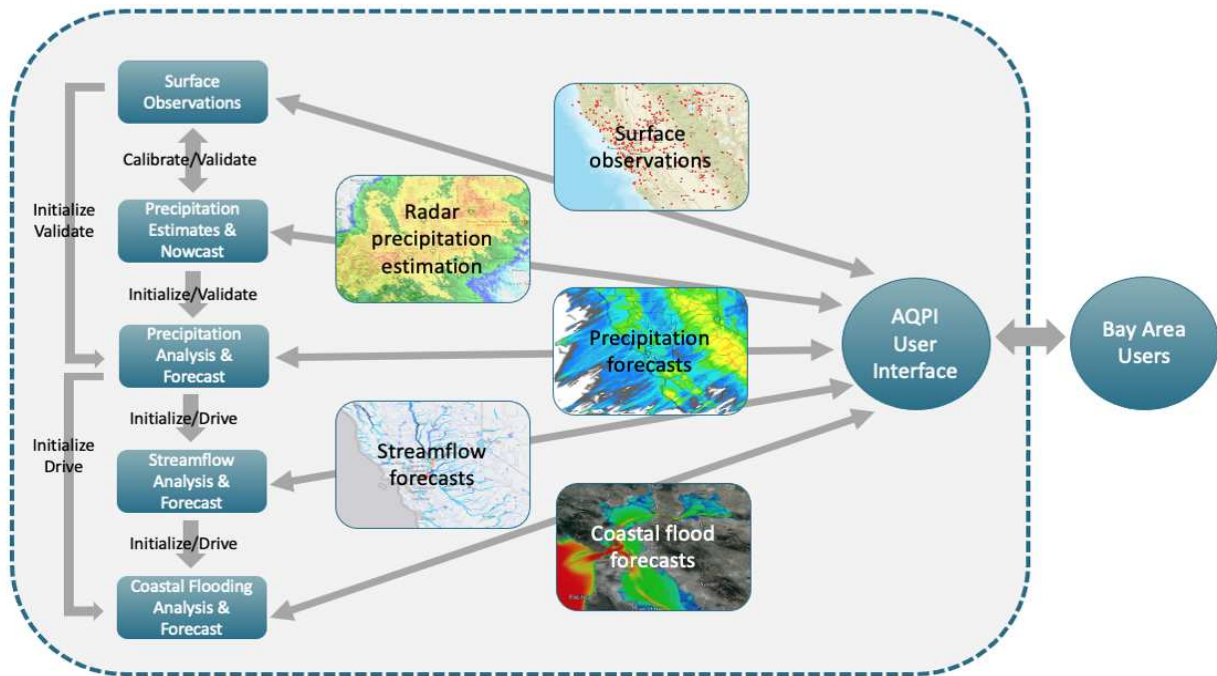 Surface
Observations
Calibrate/Validate
Initialize
Validate
Precipitation
Estimates &
Nowcast
Initialize/Validate
Precipitation
Analysis &
Forecast
Initialize/Drive
Initialize
Drive
Streamflow
Analysis &
Forecast
Initialize/Drive
Coastal Flooding
Analysis &
Forecast
Surface
observations
Radar
precipitation
estimation
Precipitation
forecasts
Streamflow
forecasts
Coastal flood
forecasts
AQPI
User
Interface
Bay Area
Users